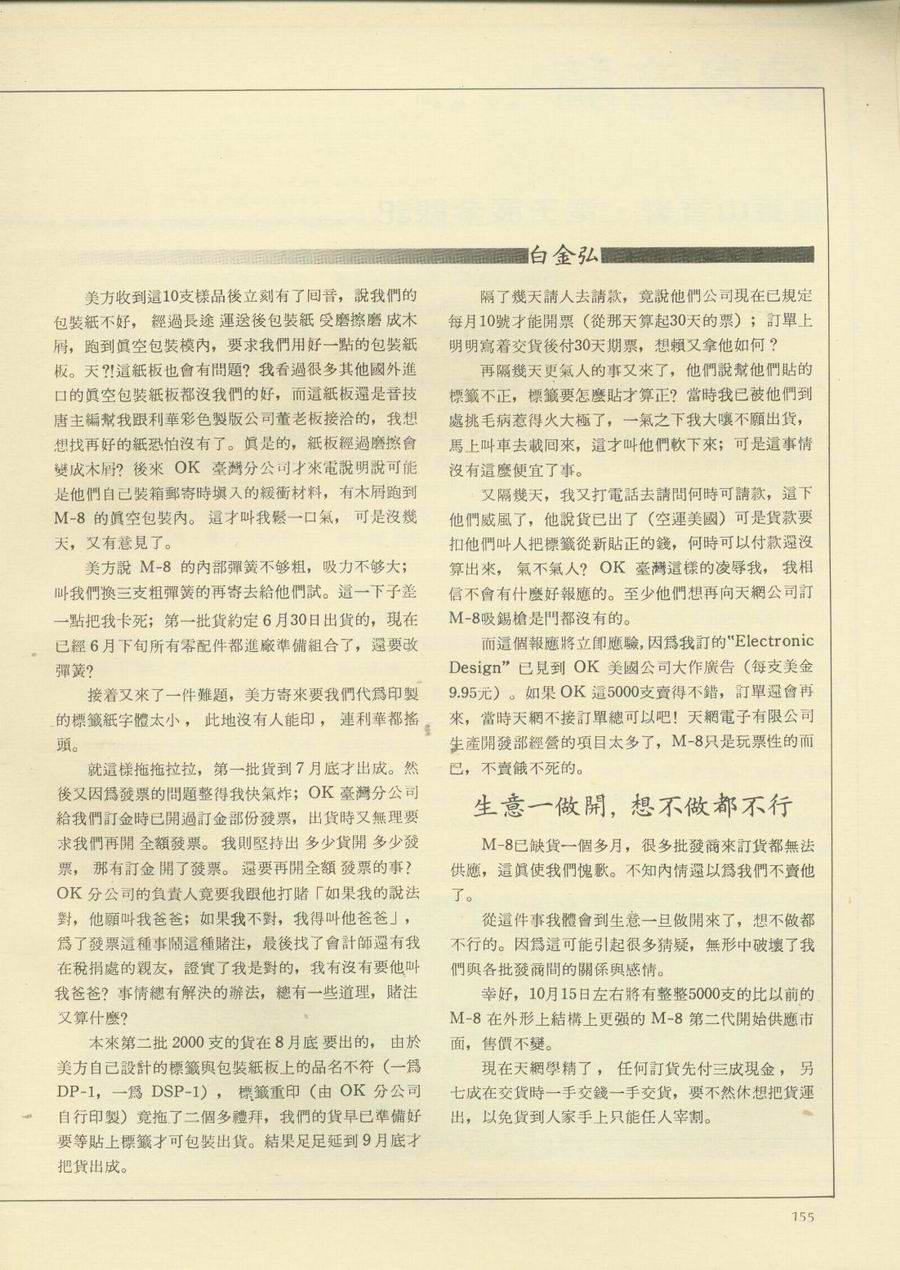 白金弘
美方收到這10支樣品後立刻有了回音，說我們的
包裝紙不好， 經過長途 運送後包裝紙 受磨擦磨 成木
屑，跑到眞空包裝模內，要求我們用好一點的包裝紙
板。天?!這紙板也會有問題？我看過很多其他國外進
口的眞空包裝紙板都沒我們的好，而這紙板還是音技
唐主編幫我跟利華彩色製版公司董老板接洽的，我想
想找再好的紙恐怕沒有了。眞是的，紙板經過磨擦會
變成木屑？後來 OK 臺灣分公司才來電說明說可能
是他們自己裝箱郵寄時塡入的緩衝材料，有木屑跑到
M-8 的眞空包裝內。 這才叫我鬆一口氣， 可是沒幾
天，又有意見了。
美方說 M-8 的內部彈簧不够粗，吸力不够大；
叫我們換三支粗彈簧的再寄去給他們試。這一下子差
一點把我卡死；第一批貨約定6月30日出貨的，現在
已經6月下旬所有零配件都進廠準備組合了，還要改
彈簧？
接着又來了一件難題，美方寄來要我們代爲印製
的標籤紙字體太小， 此地沒有人能印， 連利華都搖
頭。
就這樣拖拖拉拉，第一批貨到7月底才出成。然
後又因爲發票的問題整得我快氣炸；OK 臺灣分公司
給我們訂金時已開過訂金部份發票，出貨時又無理要
求我們再開 全額發票。 我則堅持出 多少貨開 多少發
票， 那有訂金 開了發票。 還要再開全額 發票的事？
OK 分公司的負責人竟要我跟他打賭「如果我的說法
對，他願叫我爸爸；如果我不對，我得叫他爸爸」，
爲了發票這種事鬧這種賭注，最後找了會計師還有我
在稅捐處的親友，證實了我是對的，我有沒有要他叫
我爸爸？事情總有解決的辦法，總有一些道理，賭注
又算什麼？
本來第二批 2000 支的貨在8月底 要出的， 由於
美方自己設計的標籤與包裝紙板上的品名不符（一爲
DP-1，一爲 DSP-1）， 標籤重印（由 OK 分公司
自行印製）竟拖了二個多禮拜，我們的貨早已準備好
要等貼上標籤才可包裝出貨。結果足足延到9月底才
把貨出成。
隔了幾天請人去請款，竟說他們公司現在已規定
每月10號才能開票（從那天算起30天的票）；訂單上
明明寫着交貨後付30天期票，想賴又拿他如何？
再隔幾天更氣人的事又來了，他們說幫他們貼的
標籤不正，標籤要怎麼貼才算正？當時我已被他們到
處挑毛病惹得火大極了，一氣之下我大嚷不願出貨，
馬上叫車去載回來，這才叫他們軟下來；可是這事情
沒有這麼便宜了事。
又隔幾天，我又打電話去請問何時可請款，這下
他們威風了，他說貨已出了（空運美國）可是貨款要
扣他們叫人把標籤從新貼正的錢，何時可以付款還沒
算出來， 氣不氣人？ OK 臺灣這樣的凌辱我， 我相
信不會有什麼好報應的。至少他們想再向天網公司訂
M-8吸錫槍是門都沒有的。
而這個報應將立卽應驗,因爲我訂的"Electronic
Design" 已見到 OK 美國公司大作廣告（每支美金
9.95元）。如果OK 這5000支賣得不錯，訂單還會再
來，當時天網不接訂單總可以吧！天網電子有限公司
生產開發部經營的項目太多了，M-8只是玩票性的而
已，不賣餓不死的。
生意一做開，想不做都不行
M-8已缺貨一個多月，很多批發商來訂貨都無法
供應，這眞使我們愧歉。不知內情還以爲我們不賣他
了。
從這件事我體會到生意一旦做開來了，想不做都
不行的。因爲這可能引起很多猜疑，無形中破壞了我
們與各批發商間的關係與感情。
幸好，10月15日左右將有整整5000支的比以前的
M-8 在外形上結構上更强的 M-8 第二代開始供應市
面，售價不變。
現在天網學精了， 任何訂貨先付三成現金， 另
七成在交貨時一手交錢一手交貨，要不然休想把貨運
出，以免貨到人家手上只能任人宰割。
155